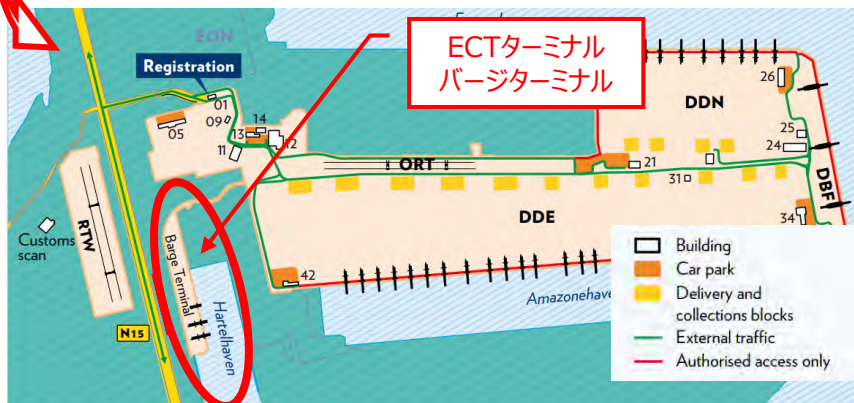 ECTターミナル
バージターミナル
EON
Registration
01
09
05
14
13
12
11
ORT
DDN
26
25
24
21
31
DBF
34
DDE
RTW
Customs
scan
Barge Terminal
Hartelhaven
42
N15
Building
Car park
Delivery and
collections blocks
External traffic
Authorised access only